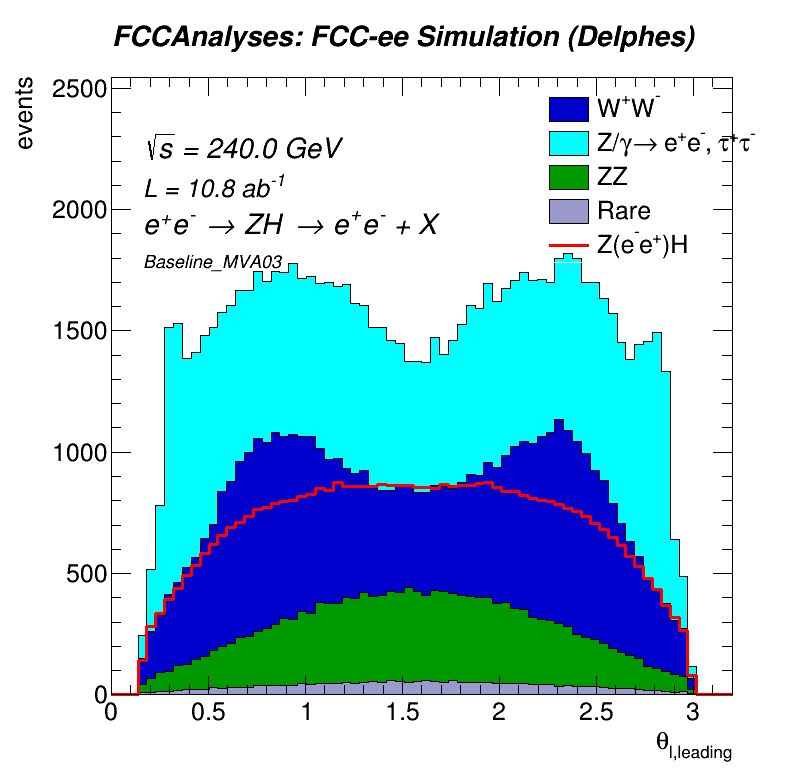 FCCAnalyses: FCC-ee Simulation (Delphes)
events
2500
2000
1500
1000
500
0
√s = 240.0 GeV
L = 10.8 ab⁻¹
e⁺e⁻ → ZH → e⁺e⁻ + X
Baseline_MVA03
W⁺W⁻
Z/γ→ e⁺e⁻, τ⁺τ⁻
ZZ
Rare
Z(e⁻e⁺)H
0 0.5 1 1.5 2 2.5 3
θ_l,leading